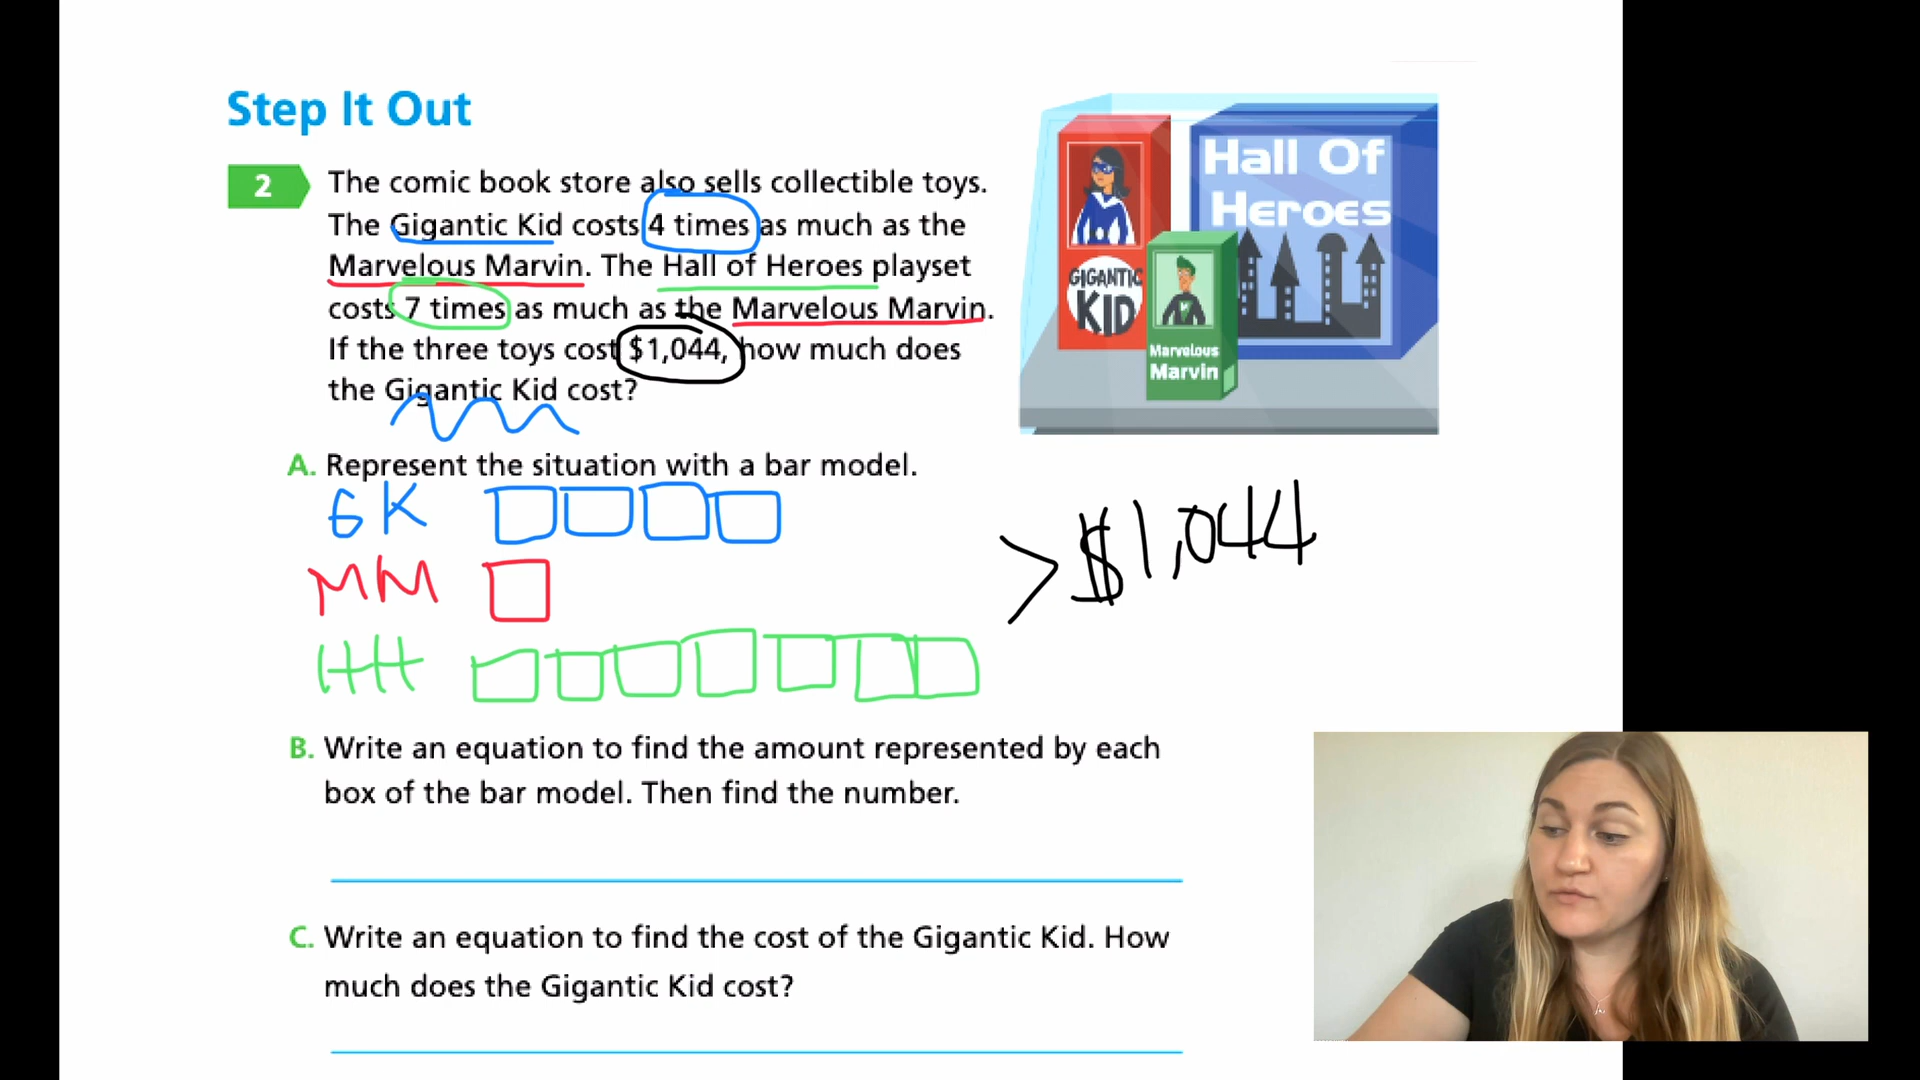 Step It Out
2
The comic book store also sells collectible toys.
The Gigantic Kid costs 4 times as much as the
Marvelous Marvin. The Hall of Heroes playset
costs 7 times as much as the Marvelous Marvin.
If the three toys cost $1,044, how much does
the Gigantic Kid cost?
Hall Of
Heroes
GIGANTIC
KID
Marvelous
Marvin
A. Represent the situation with a bar model.
GK
MM
HH
> $1,044
B. Write an equation to find the amount represented by each
box of the bar model. Then find the number.
C. Write an equation to find the cost of the Gigantic Kid. How
much does the Gigantic Kid cost?